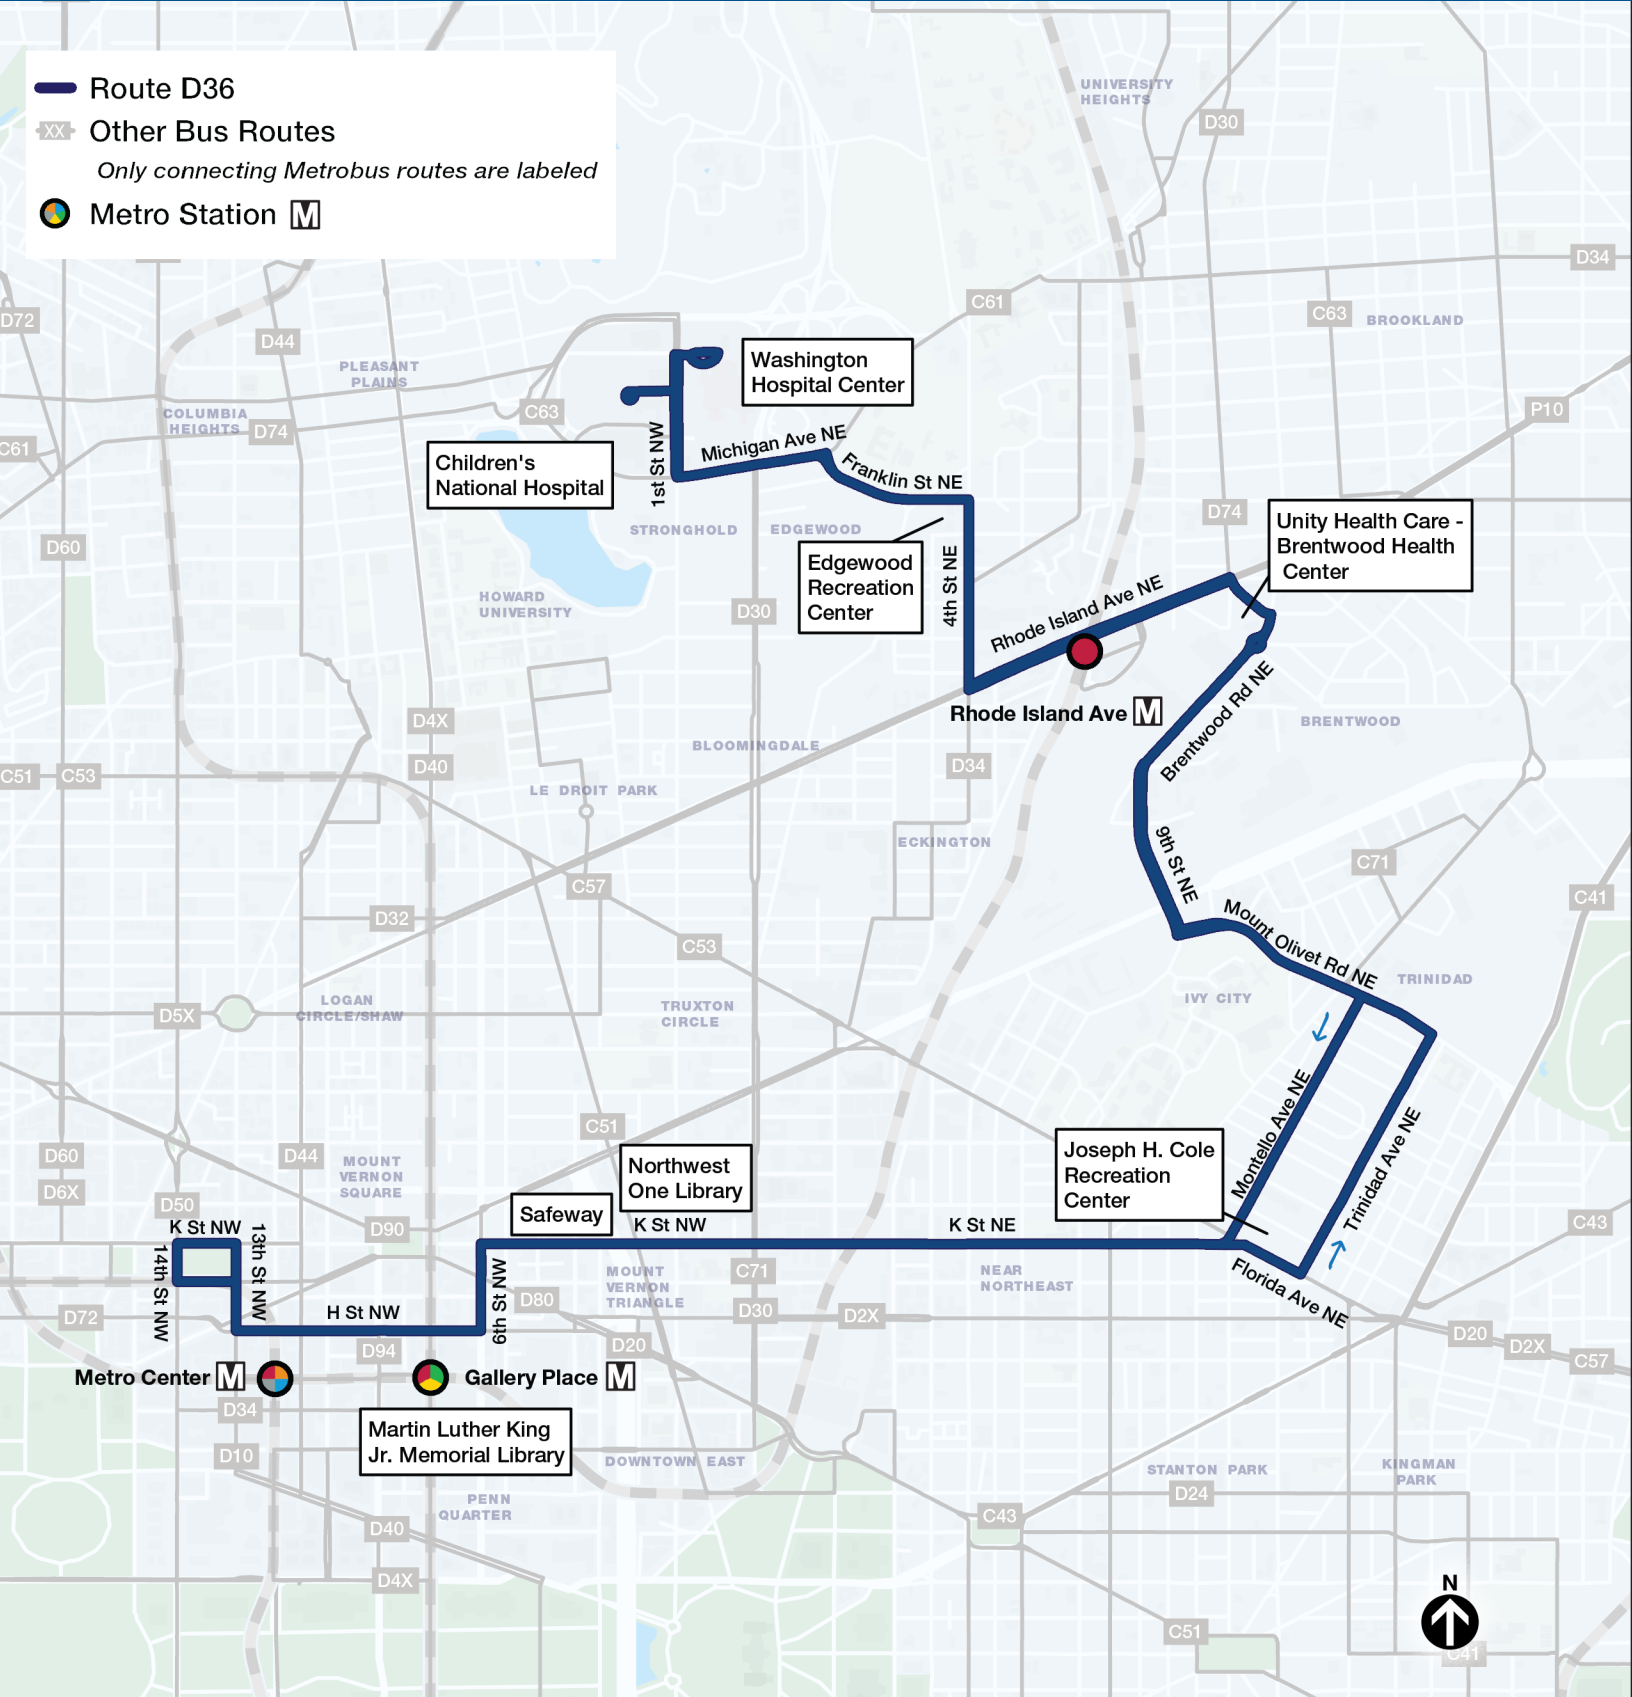 Route D36
XX Other Bus Routes
Only connecting Metrobus routes are labeled
Metro Station M
UNIVERSITY
HEIGHTS
D30
D34
C61
C63
BROOKLAND
D72
D44
PLEASANT
PLAINS
Washington
Hospital Center
COLUMBIA
HEIGHTS
D74
C63
P10
C61
1st St NW
Michigan Ave NE
Franklin St NE
Children's
National Hospital
STRONGHOLD
EDGEWOOD
D74
Unity Health Care -
Brentwood Health
Center
D60
Edgewood
Recreation
Center
4th St NE
HOWARD
UNIVERSITY
D30
Rhode Island Ave NE
Rhode Island Ave M
Brentwood Rd NE
BRENTWOOD
D4X
D40
BLOOMINGDALE
D34
C51
C53
LE DROIT PARK
ECKINGTON
9th St NE
C71
C57
C41
D32
C53
Mount Olivet Rd NE
TRINIDAD
IVY CITY
D5X
LOGAN
CIRCLE/SHAW
TRUXTON
CIRCLE
Montello Ave NE
Trinidad Ave NE
C51
D60
D6X
D44
MOUNT
VERNON
SQUARE
Northwest
One Library
Joseph H. Cole
Recreation
Center
D50
D90
Safeway
K St NW
K St NW
K St NE
C43
14th St NW
13th St NW
6th St NW
Florida Ave NE
MOUNT
VERNON
TRIANGLE
C71
NEAR
NORTHEAST
D80
D30
D2X
D72
H St NW
D94
D20
D20
D2X
C57
Metro Center M
Gallery Place M
D34
D10
Martin Luther King
Jr. Memorial Library
DOWNTOWN EAST
STANTON PARK
KINGMAN
PARK
D24
PENN
QUARTER
C43
D40
D4X
N
C51
C41